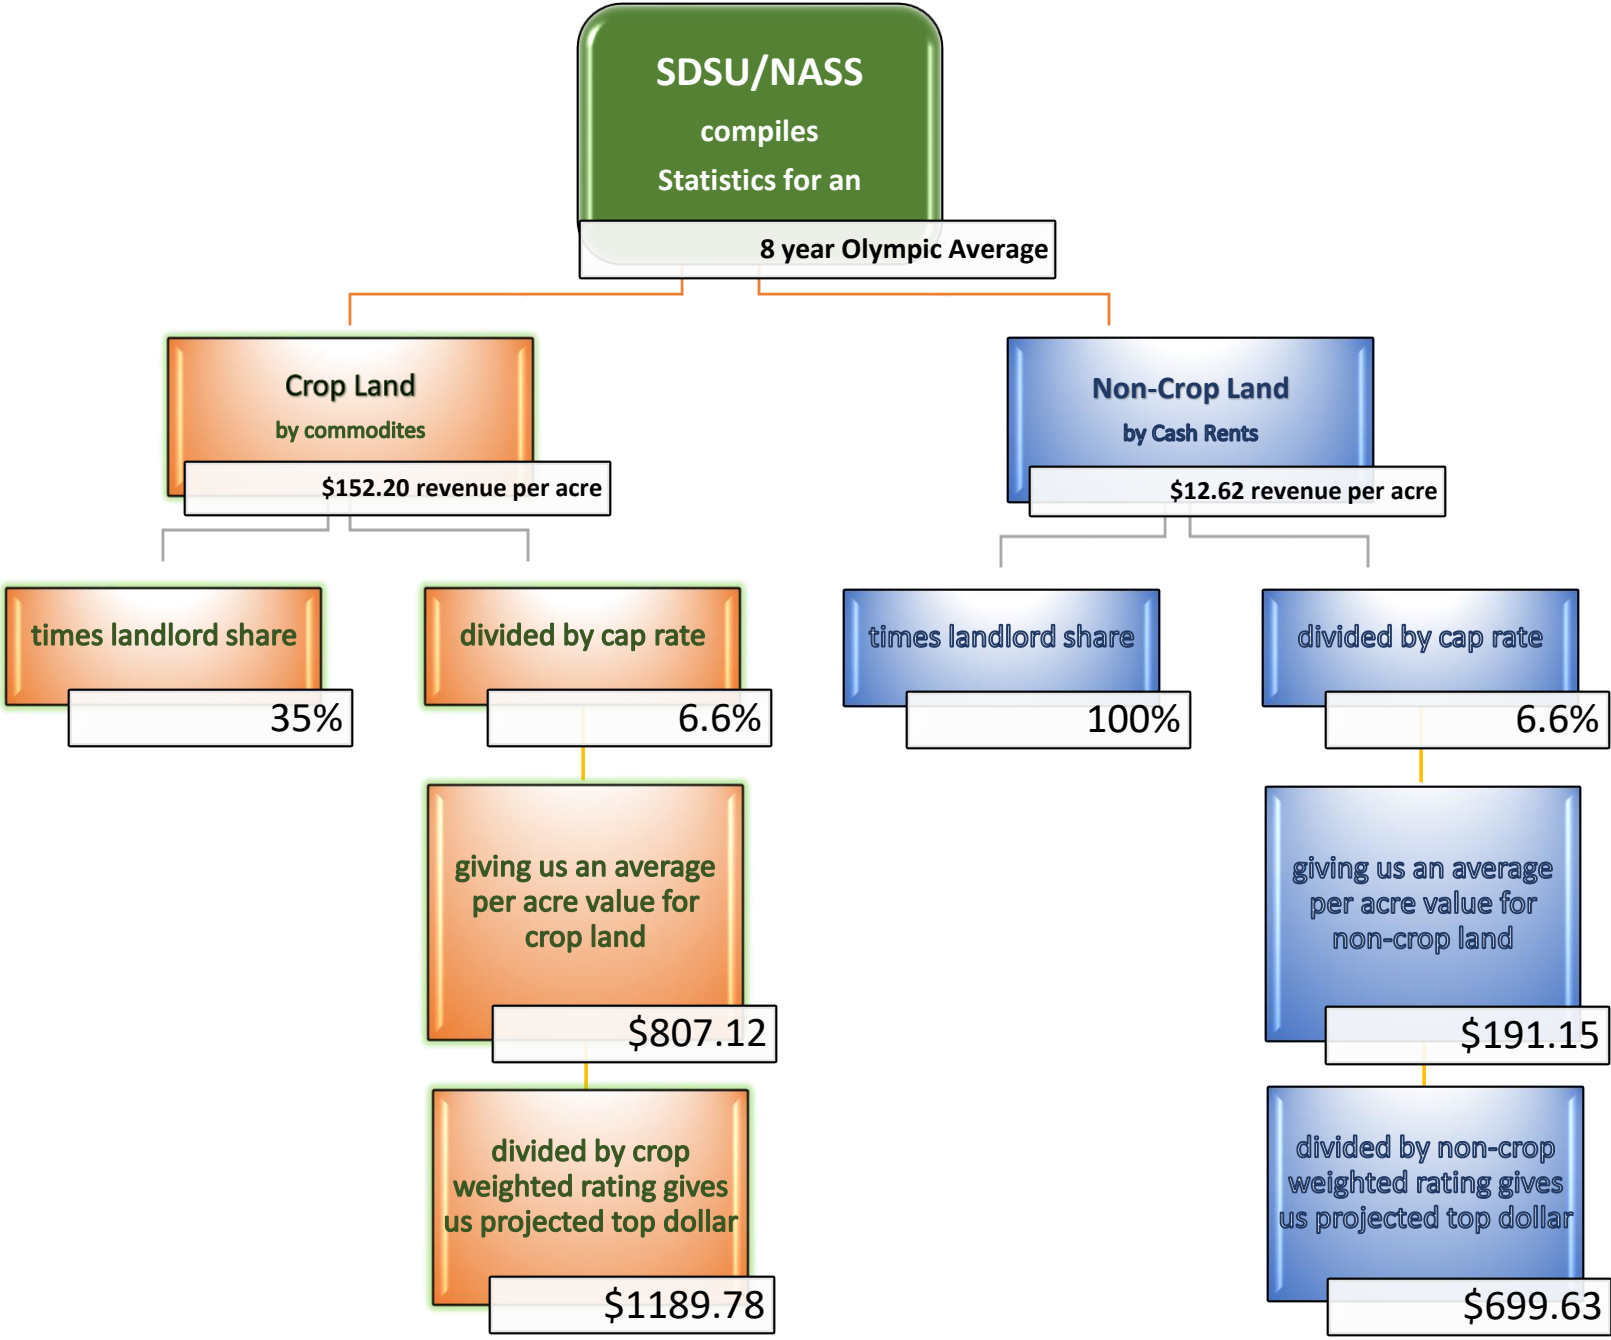 SDSU/NASS
compiles
Statistics for an
8 year Olympic Average
Crop Land
by commodites
$152.20 revenue per acre
Non-Crop Land
by Cash Rents
$12.62 revenue per acre
times landlord share
35%
divided by cap rate
6.6%
times landlord share
100%
divided by cap rate
6.6%
giving us an average
per acre value for
crop land
$807.12
giving us an average
per acre value for
non-crop land
$191.15
divided by crop
weighted rating gives
us projected top dollar
$1189.78
divided by non-crop
weighted rating gives
us projected top dollar
$699.63